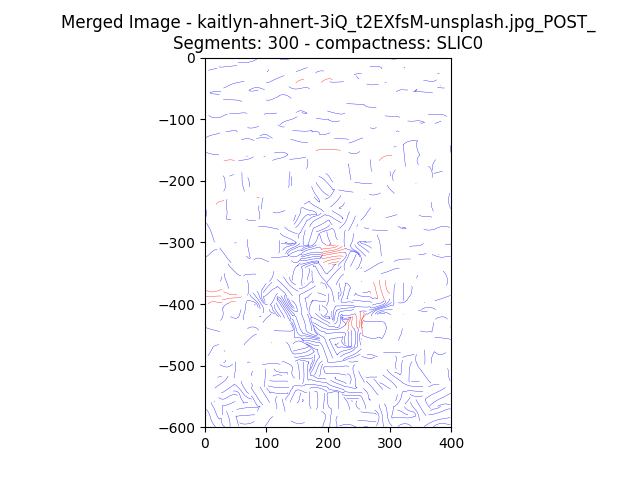 Merged Image - kaitlyn-ahnert-3iQ_t2EXfsM-unsplash.jpg_POST_
Segments: 300 - compactness: SLIC0
0
−100
−200
−300
−400
−500
−600
0 100 200 300 400